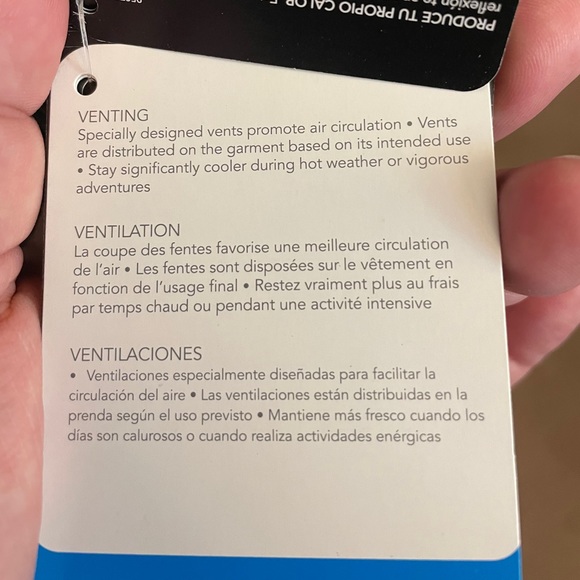 reflexión
PRODUCE TU PROPIO CALOR
VENTING
Specially designed vents promote air circulation • Vents
are distributed on the garment based on its intended use
• Stay significantly cooler during hot weather or vigorous
adventures
VENTILATION
La coupe des fentes favorise une meilleure circulation
de l'air • Les fentes sont disposées sur le vêtement en
fonction de l'usage final • Restez vraiment plus au frais
par temps chaud ou pendant une activité intensive
VENTILACIONES
• Ventilaciones especialmente diseñadas para facilitar la
circulación del aire • Las ventilaciones están distribuidas en la
prenda según el uso previsto • Mantiene más fresco cuando los
días son calurosos o cuando realiza actividades enérgicas